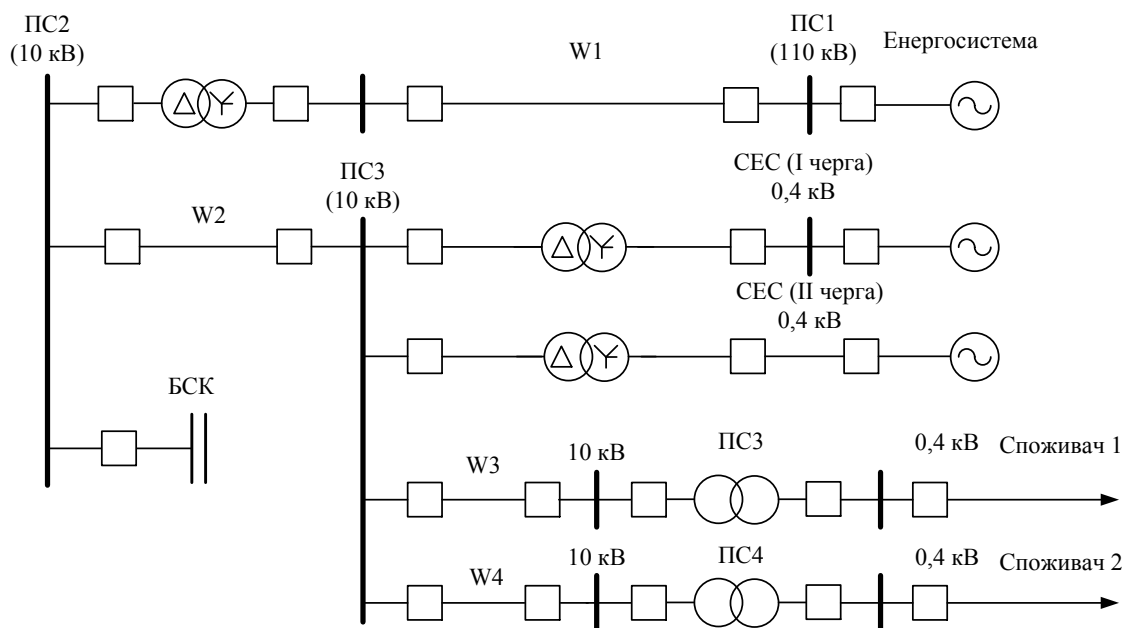 ПС2
(10 кВ)
W1
ПС1
(110 кВ)
Енергосистема
W2
ПС3
(10 кВ)
СЕС (I черга)
0,4 кВ
СЕС (II черга)
0,4 кВ
БСК
W3
10 кВ
ПС3
0,4 кВ
Споживач 1
W4
10 кВ
ПС4
0,4 кВ
Споживач 2